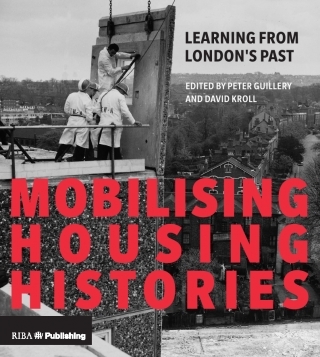 LEARNING FROM
LONDON'S PAST
EDITED BY PETER GUILLERY
AND DAVID KROLL
MOBILISING
HOUSING
HISTORIES
RIBA Publishing